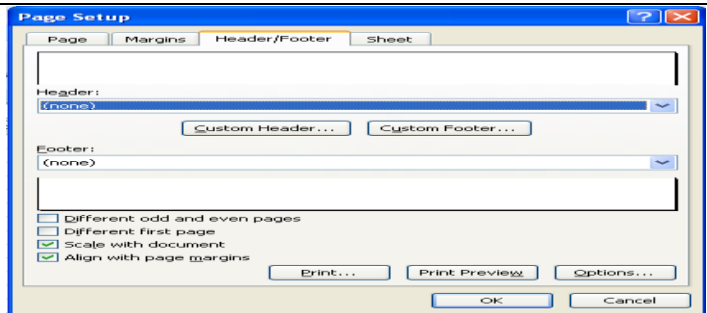 Page Setup
Page Margins Header/Footer Sheet
Header:
(none)
Custom Header... Custom Footer...
Footer:
(none)
Different odd and even pages
Different first page
Scale with document
Align with page margins
Print... Print Preview Options...
OK Cancel